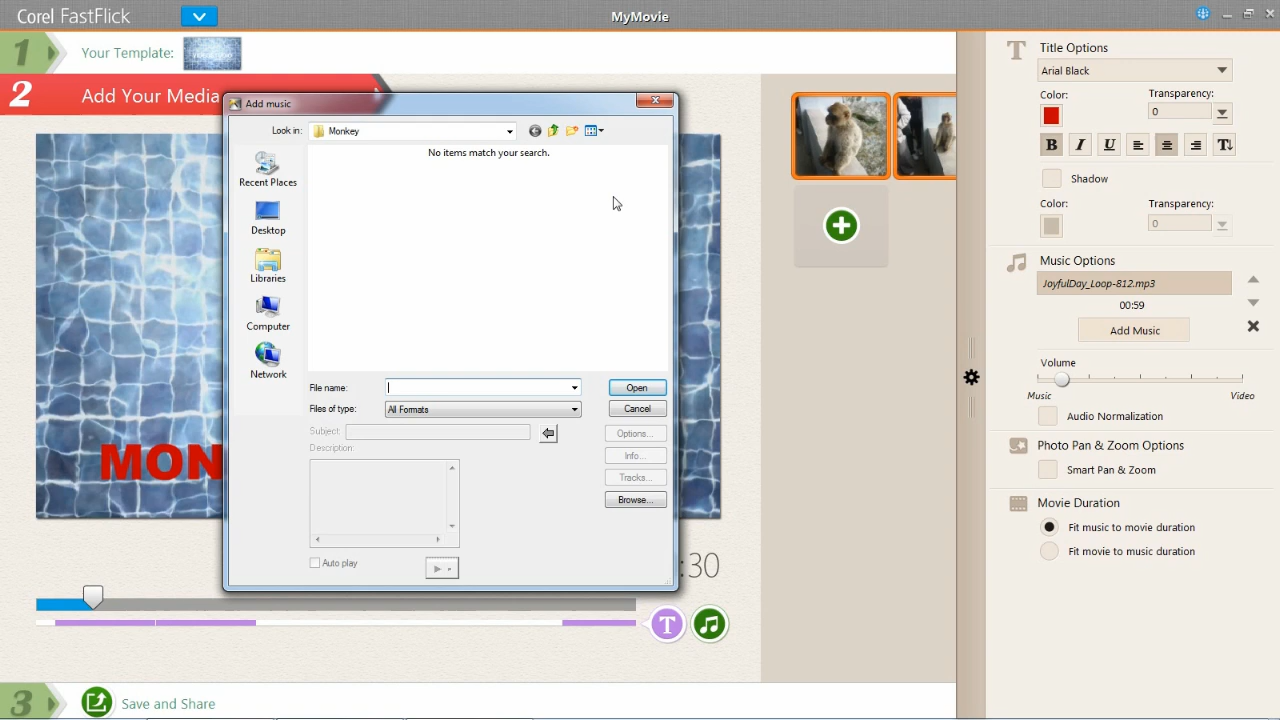 Corel FastFlick
MyMovie
1
Your Template:
2
Add Your Media
Add music
Look in:
Monkey
No items match your search.
Recent Places
Desktop
Libraries
Computer
Network
File name:
Open
Files of type:
All Formats
Cancel
Subject:
Options...
Description:
Info...
Tracks...
Browse...
Auto play
MON
:30
T
3
Save and Share
T
Title Options
Arial Black
Color:
Transparency:
0
B
I
U
T
Shadow
Color:
Transparency:
0
Music Options
JoyfulDay_Loop-812.mp3
00:59
Add Music
Volume
Music
Video
Audio Normalization
Photo Pan & Zoom Options
Smart Pan & Zoom
Movie Duration
Fit music to movie duration
Fit movie to music duration